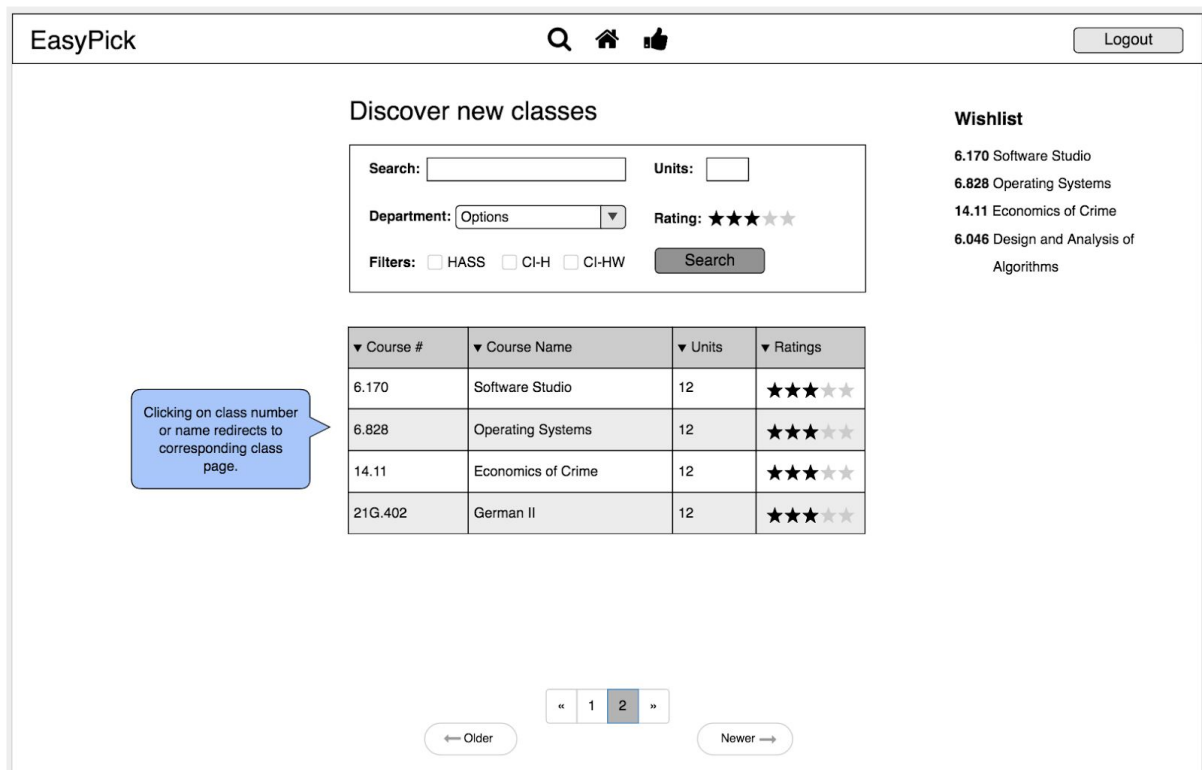 EasyPick
Logout
Discover new classes
Search:
Units:
Department: Options
Rating:
Filters: HASS CI-H CI-HW
Search
Wishlist
6.170 Software Studio
6.828 Operating Systems
14.11 Economics of Crime
6.046 Design and Analysis of
Algorithms
Course # Course Name Units Ratings
6.170 Software Studio 12
6.828 Operating Systems 12
14.11 Economics of Crime 12
21G.402 German II 12
Clicking on class number
or name redirects to
corresponding class
page.
« 1 2 »
Older
Newer